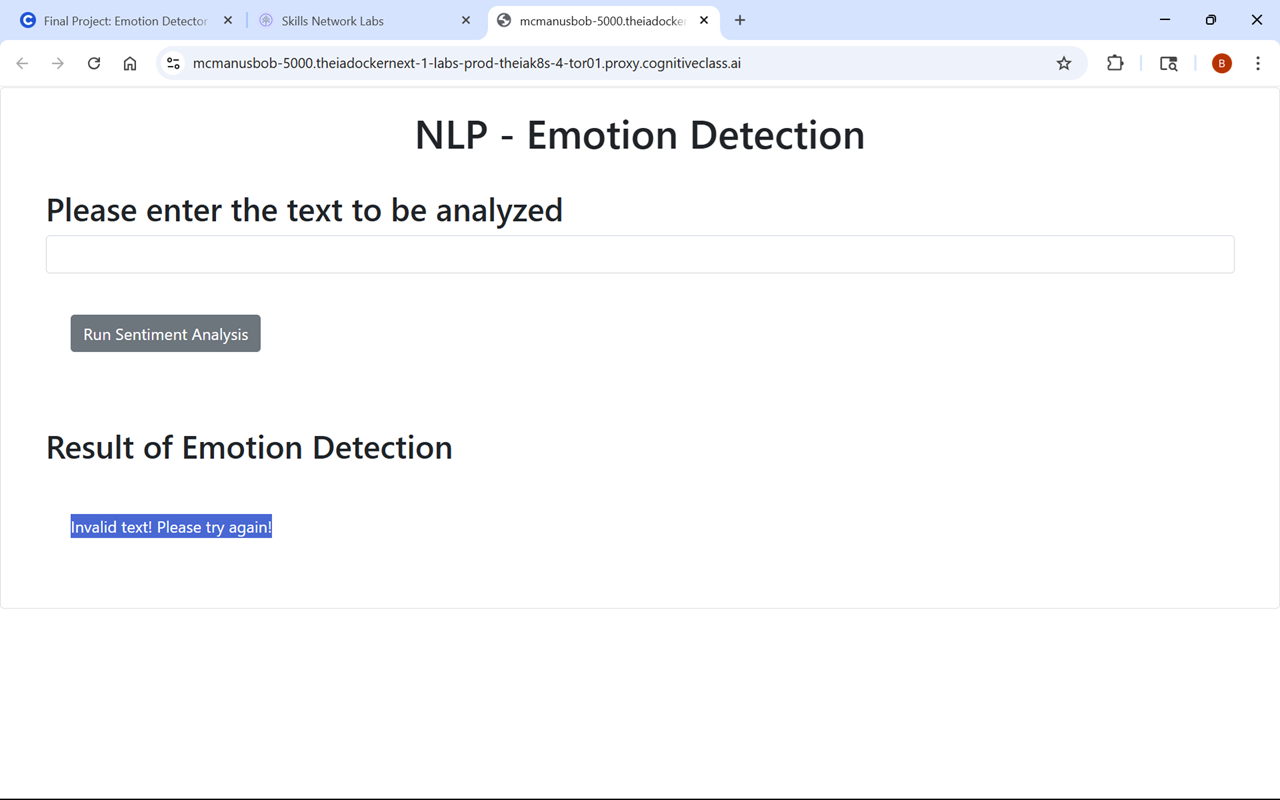 Final Project: Emotion Detector
Skills Network Labs
mcmanusbob-5000.theiadocker
mcmanusbob-5000.theiadockernext-1-labs-prod-theiak8s-4-tor01.proxy.cognitiveclass.ai
B
NLP - Emotion Detection
Please enter the text to be analyzed
Run Sentiment Analysis
Result of Emotion Detection
Invalid text! Please try again!